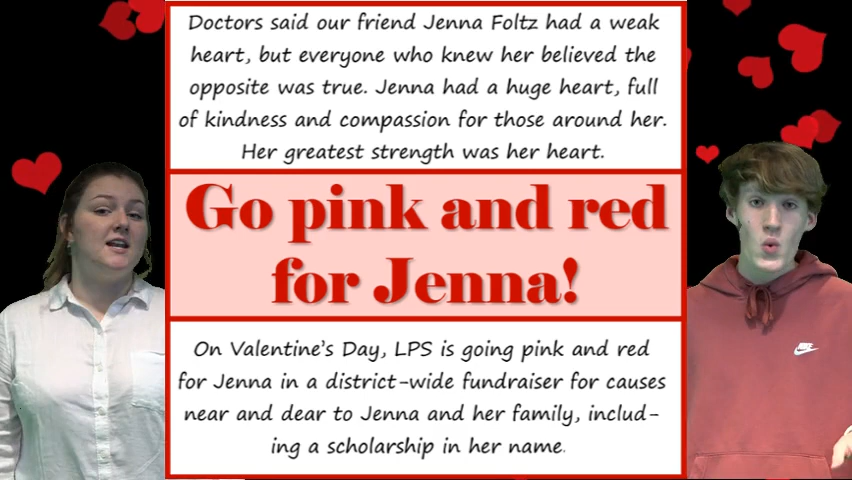 Doctors said our friend Jenna Foltz had a weak
heart, but everyone who knew her believed the
opposite was true. Jenna had a huge heart, full
of kindness and compassion for those around her.
Her greatest strength was her heart.
Go pink and red
for Jenna!
On Valentine's Day, LPS is going pink and red
for Jenna in a district-wide fundraiser for causes
near and dear to Jenna and her family, includ-
ing a scholarship in her name.